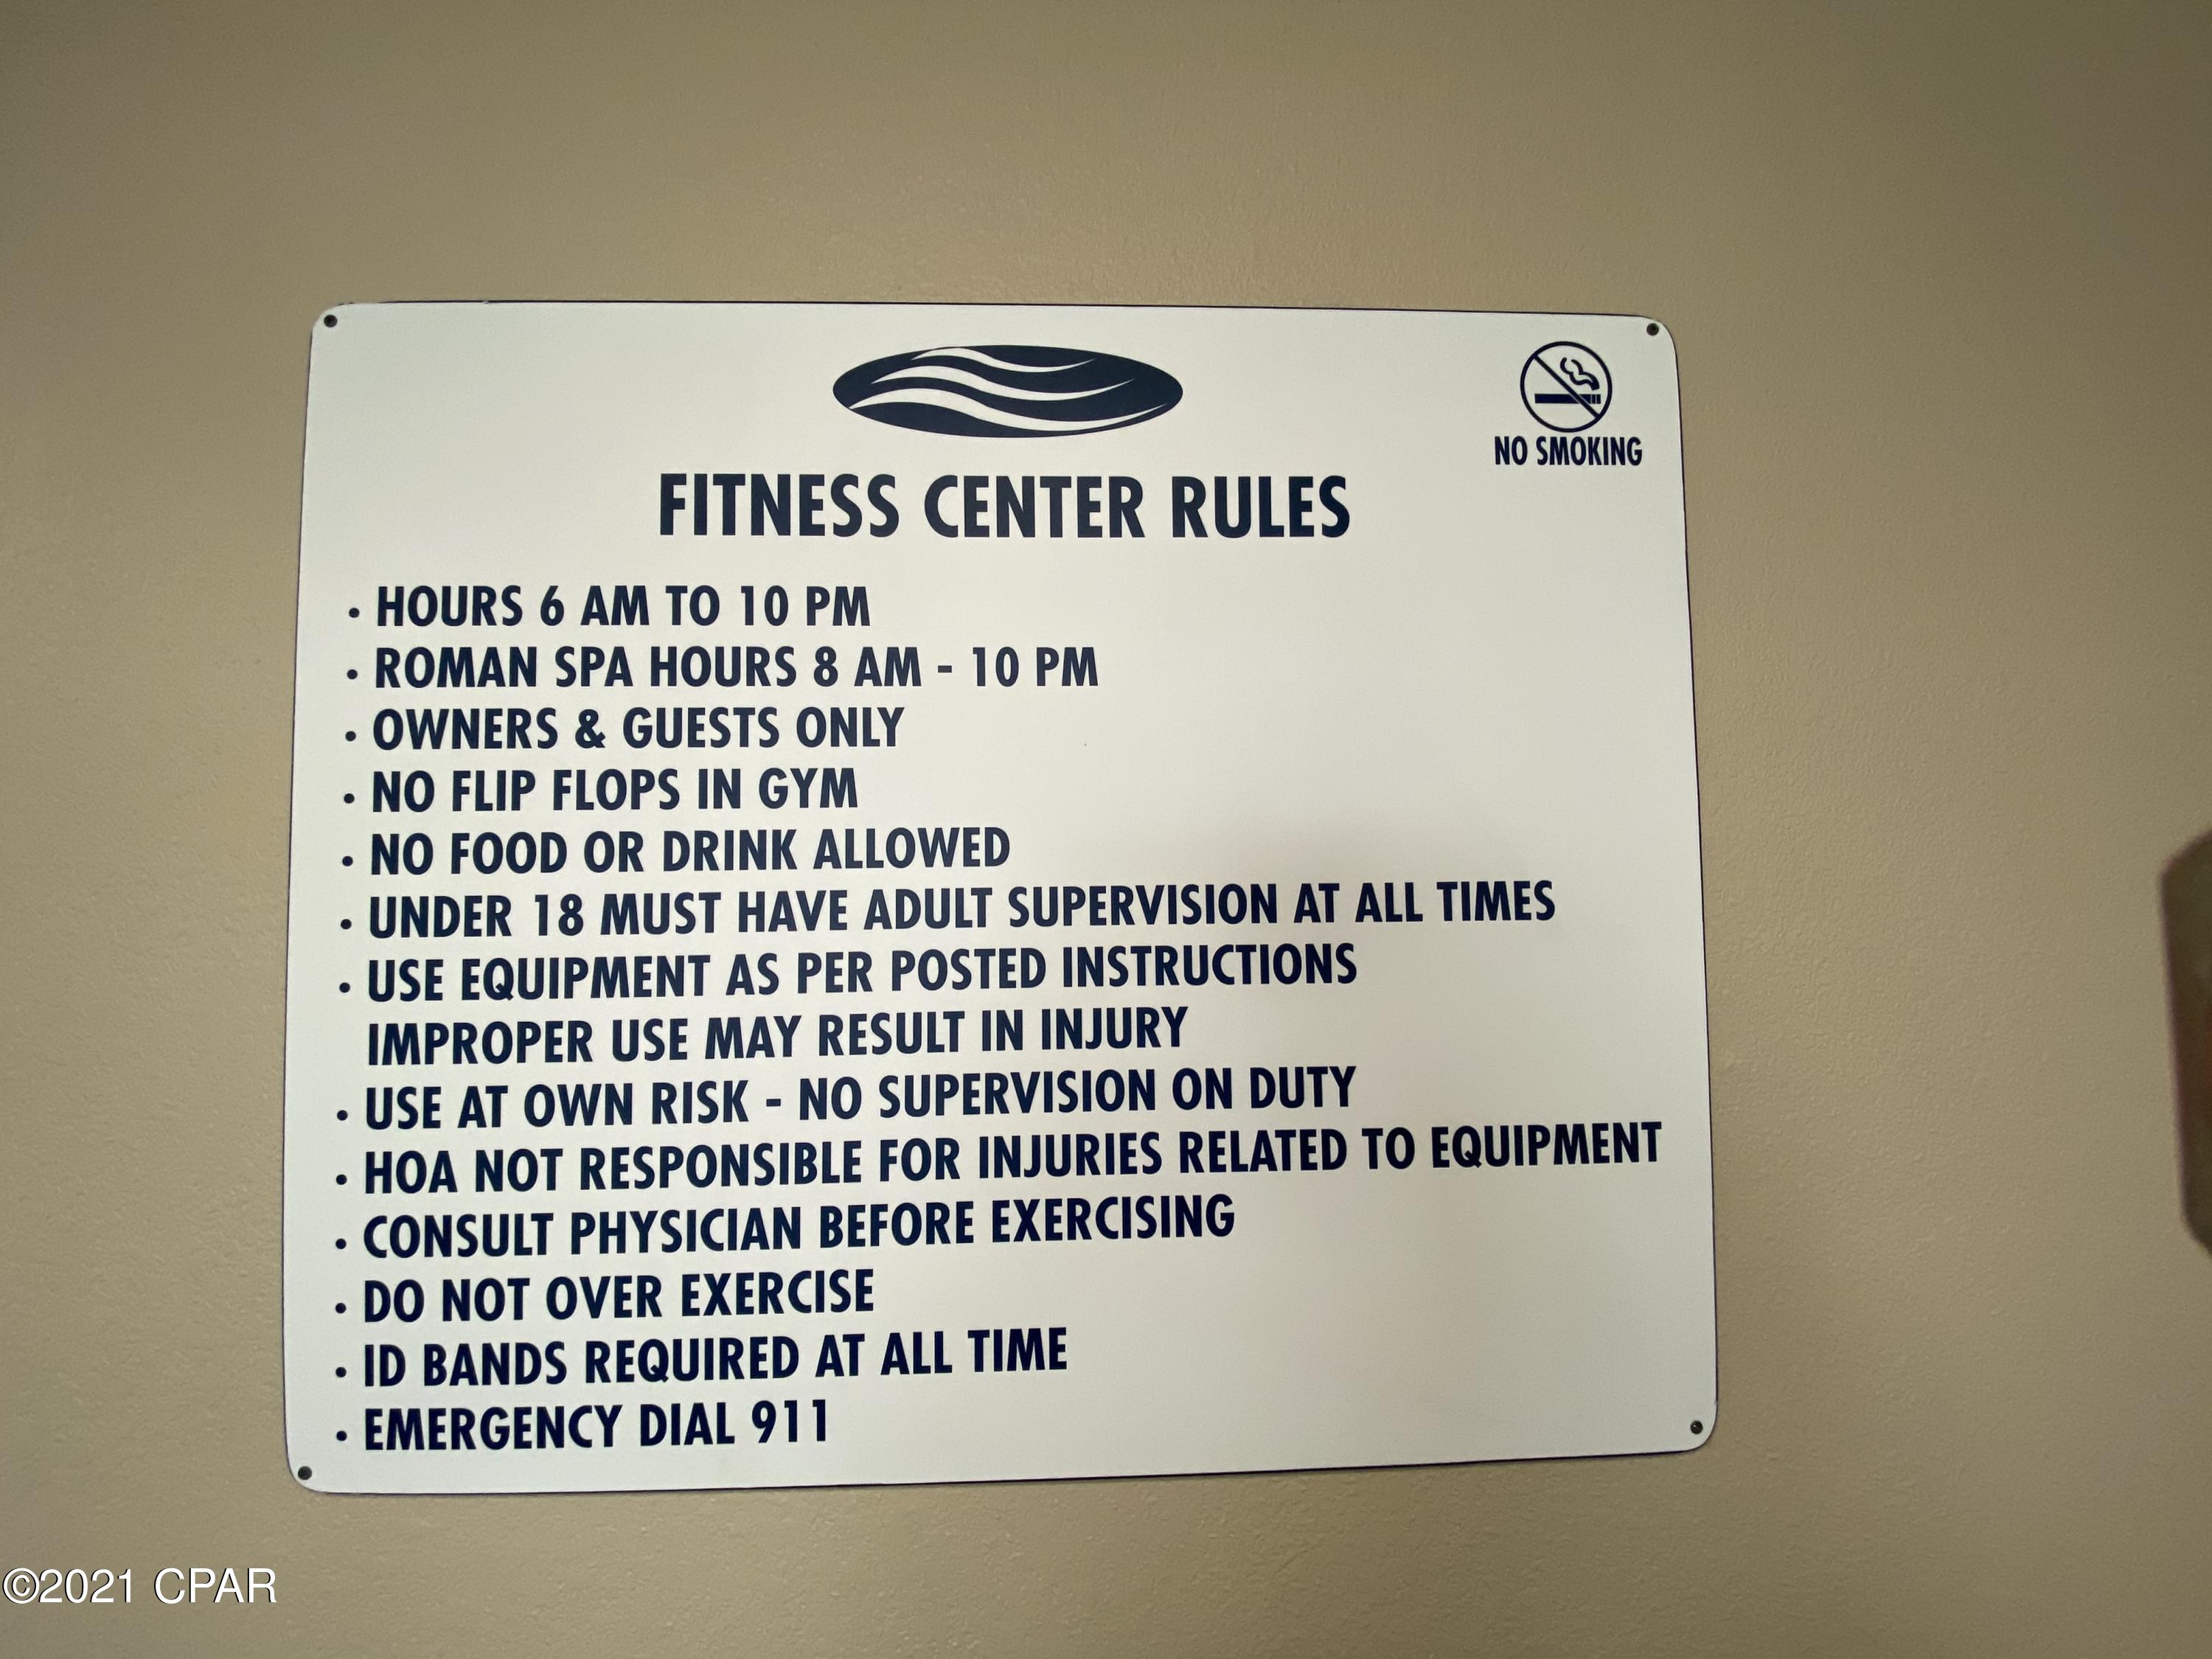 NO SMOKING
FITNESS CENTER RULES
• HOURS 6 AM TO 10 PM
• ROMAN SPA HOURS 8 AM - 10 PM
• OWNERS & GUESTS ONLY
• NO FLIP FLOPS IN GYM
• NO FOOD OR DRINK ALLOWED
• UNDER 18 MUST HAVE ADULT SUPERVISION AT ALL TIMES
• USE EQUIPMENT AS PER POSTED INSTRUCTIONS
IMPROPER USE MAY RESULT IN INJURY
• USE AT OWN RISK - NO SUPERVISION ON DUTY
• HOA NOT RESPONSIBLE FOR INJURIES RELATED TO EQUIPMENT
• CONSULT PHYSICIAN BEFORE EXERCISING
• DO NOT OVER EXERCISE
• ID BANDS REQUIRED AT ALL TIME
• EMERGENCY DIAL 911
©2021 CPAR